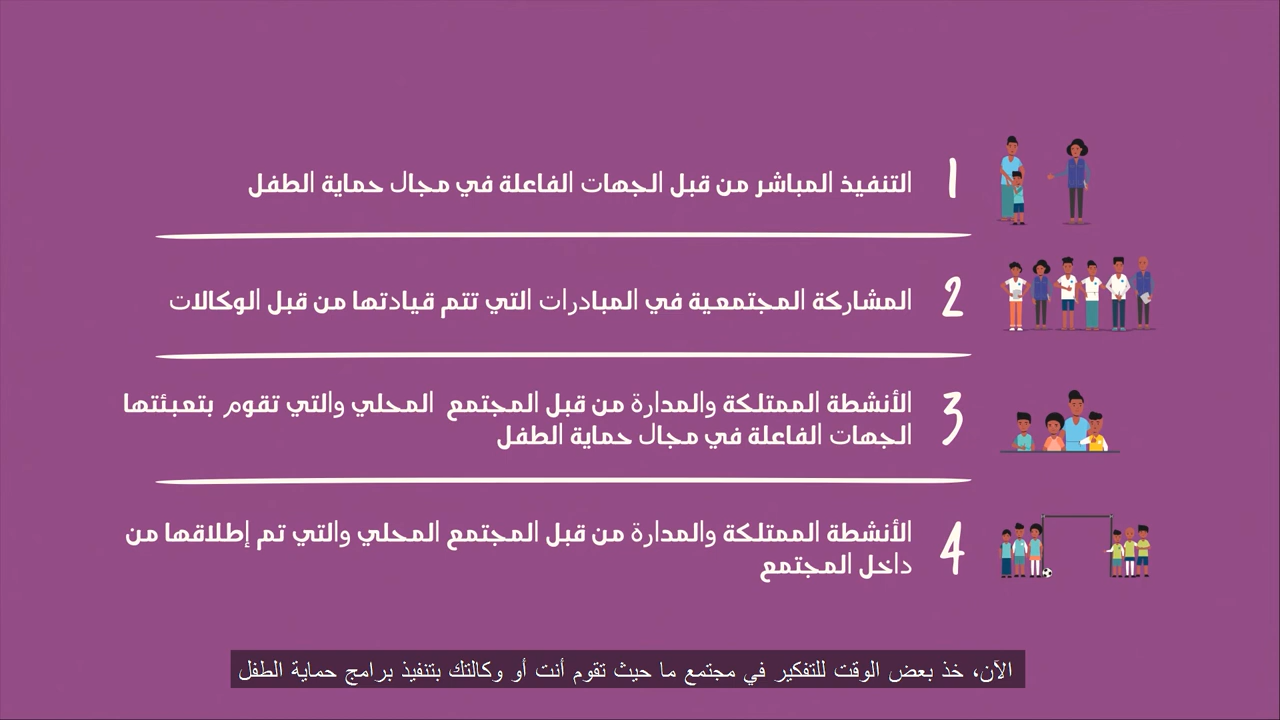 1 التنفيذ المباشر من قبل الجهات الفاعلة في مجال حماية الطفل
2 المشاركة المجتمعية في المبادرات التي تتم قيادتها من قبل الوكالات
3 الأنشطة الممتلكة والمدارة من قبل المجتمع المحلي والتي تقوم بتعبئتها
الجهات الفاعلة في مجال حماية الطفل
4 الأنشطة الممتلكة والمدارة من قبل المجتمع المحلي والتي تم إطلاقها من
داخل المجتمع
الآن، خذ بعض الوقت للتفكير في مجتمع ما حيث تقوم أنت أو وكالتك بتنفيذ برامج حماية الطفل